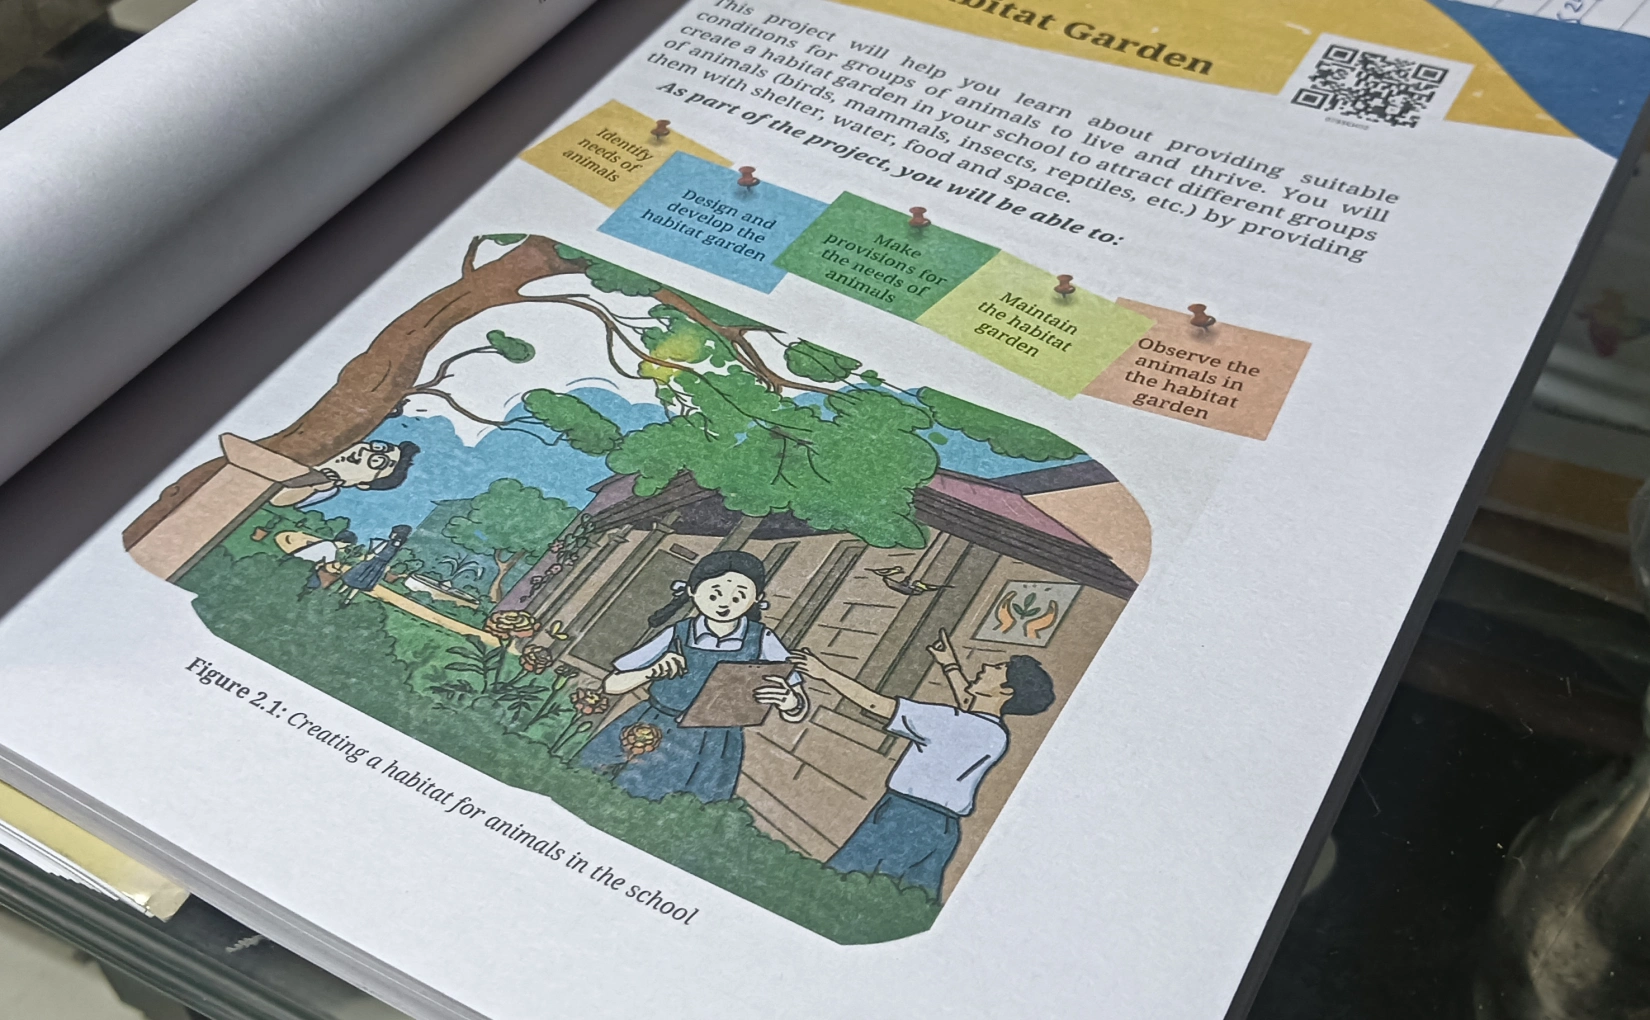 Garden
This project will help you learn about providing suitable
conditions for groups of animals to live and thrive. You will
create a habitat garden in your school to attract different groups
of animals (birds, mammals, insects, reptiles, etc.) by providing
them with shelter, water, food and space.
As part of the project, you will be able to:
Identify
needs of
animals
Design and
develop the
habitat garden
Make
provisions for
the needs of
animals
Maintain
the habitat
garden
Observe the
animals in
the habitat
garden
Figure 2.1: Creating a habitat for animals in the school